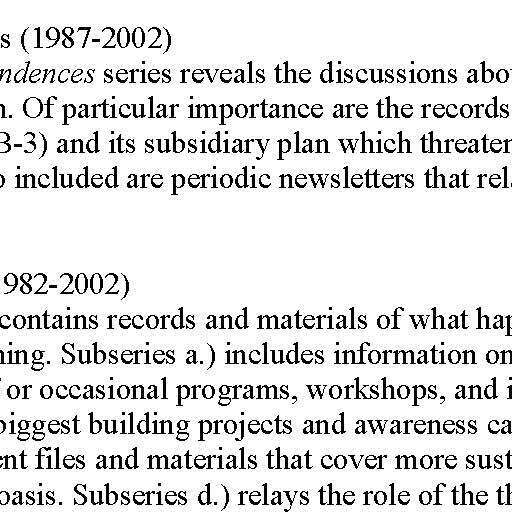 s (1987-2002)
ndences series reveals the discussions abo
n. Of particular importance are the records
B-3) and its subsidiary plan which threaten
o included are periodic newsletters that rel
982-2002)
contains records and materials of what hap
ning. Subseries a.) includes information on
f or occasional programs, workshops, and i
biggest building projects and awareness ca
ent files and materials that cover more sust
oasis. Subseries d.) relays the role of the th